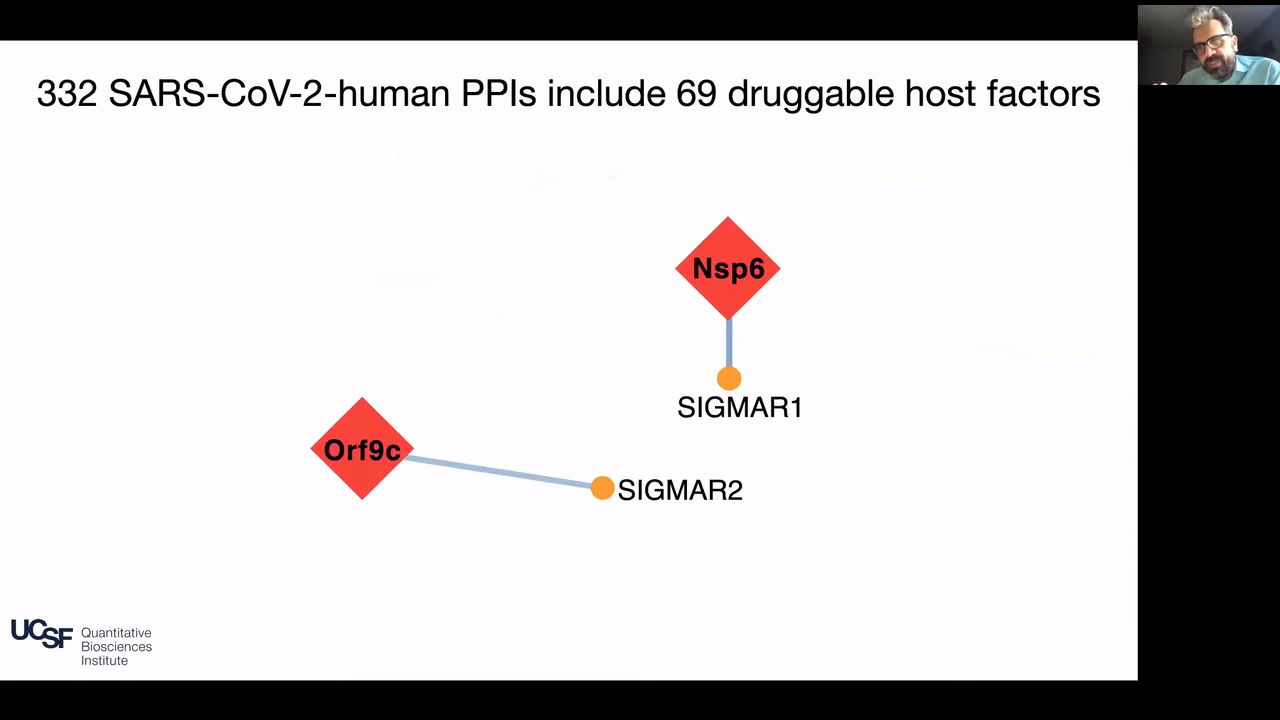 332 SARS-CoV-2-human PPIs include 69 druggable host factors
Nsp6
SIGMAR1
Orf9c
SIGMAR2
UCSF
Quantitative
Biosciences
Institute